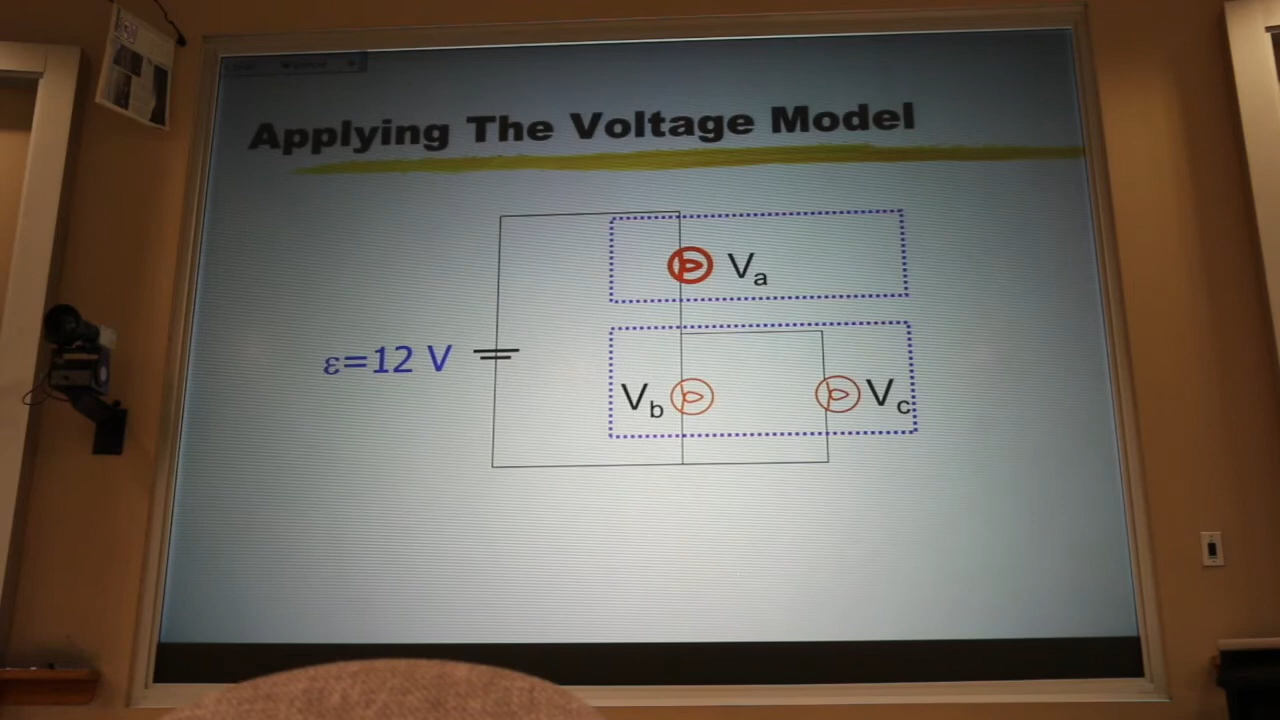 Applying The Voltage Model
Va
ε=12 V
Vb
Vc